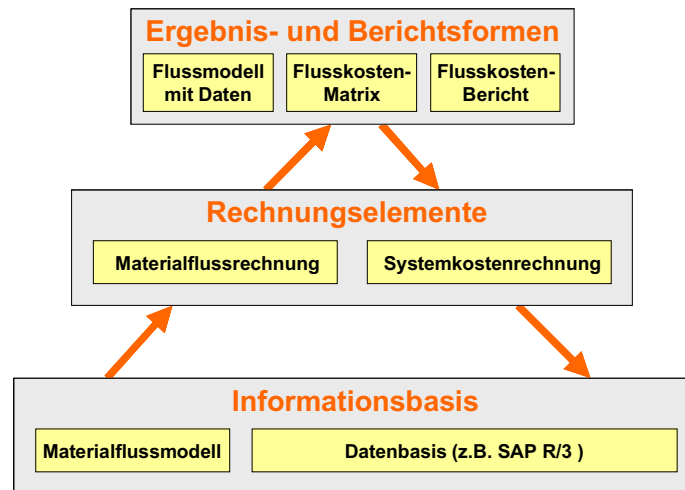 Ergebnis- und Berichtsformen
Flussmodell mit Daten
Flusskosten-Matrix
Flusskosten-Bericht
Rechnungselemente
Materialflussrechnung
Systemkostenrechnung
Informationsbasis
Materialflussmodell
Datenbasis (z.B. SAP R/3 )